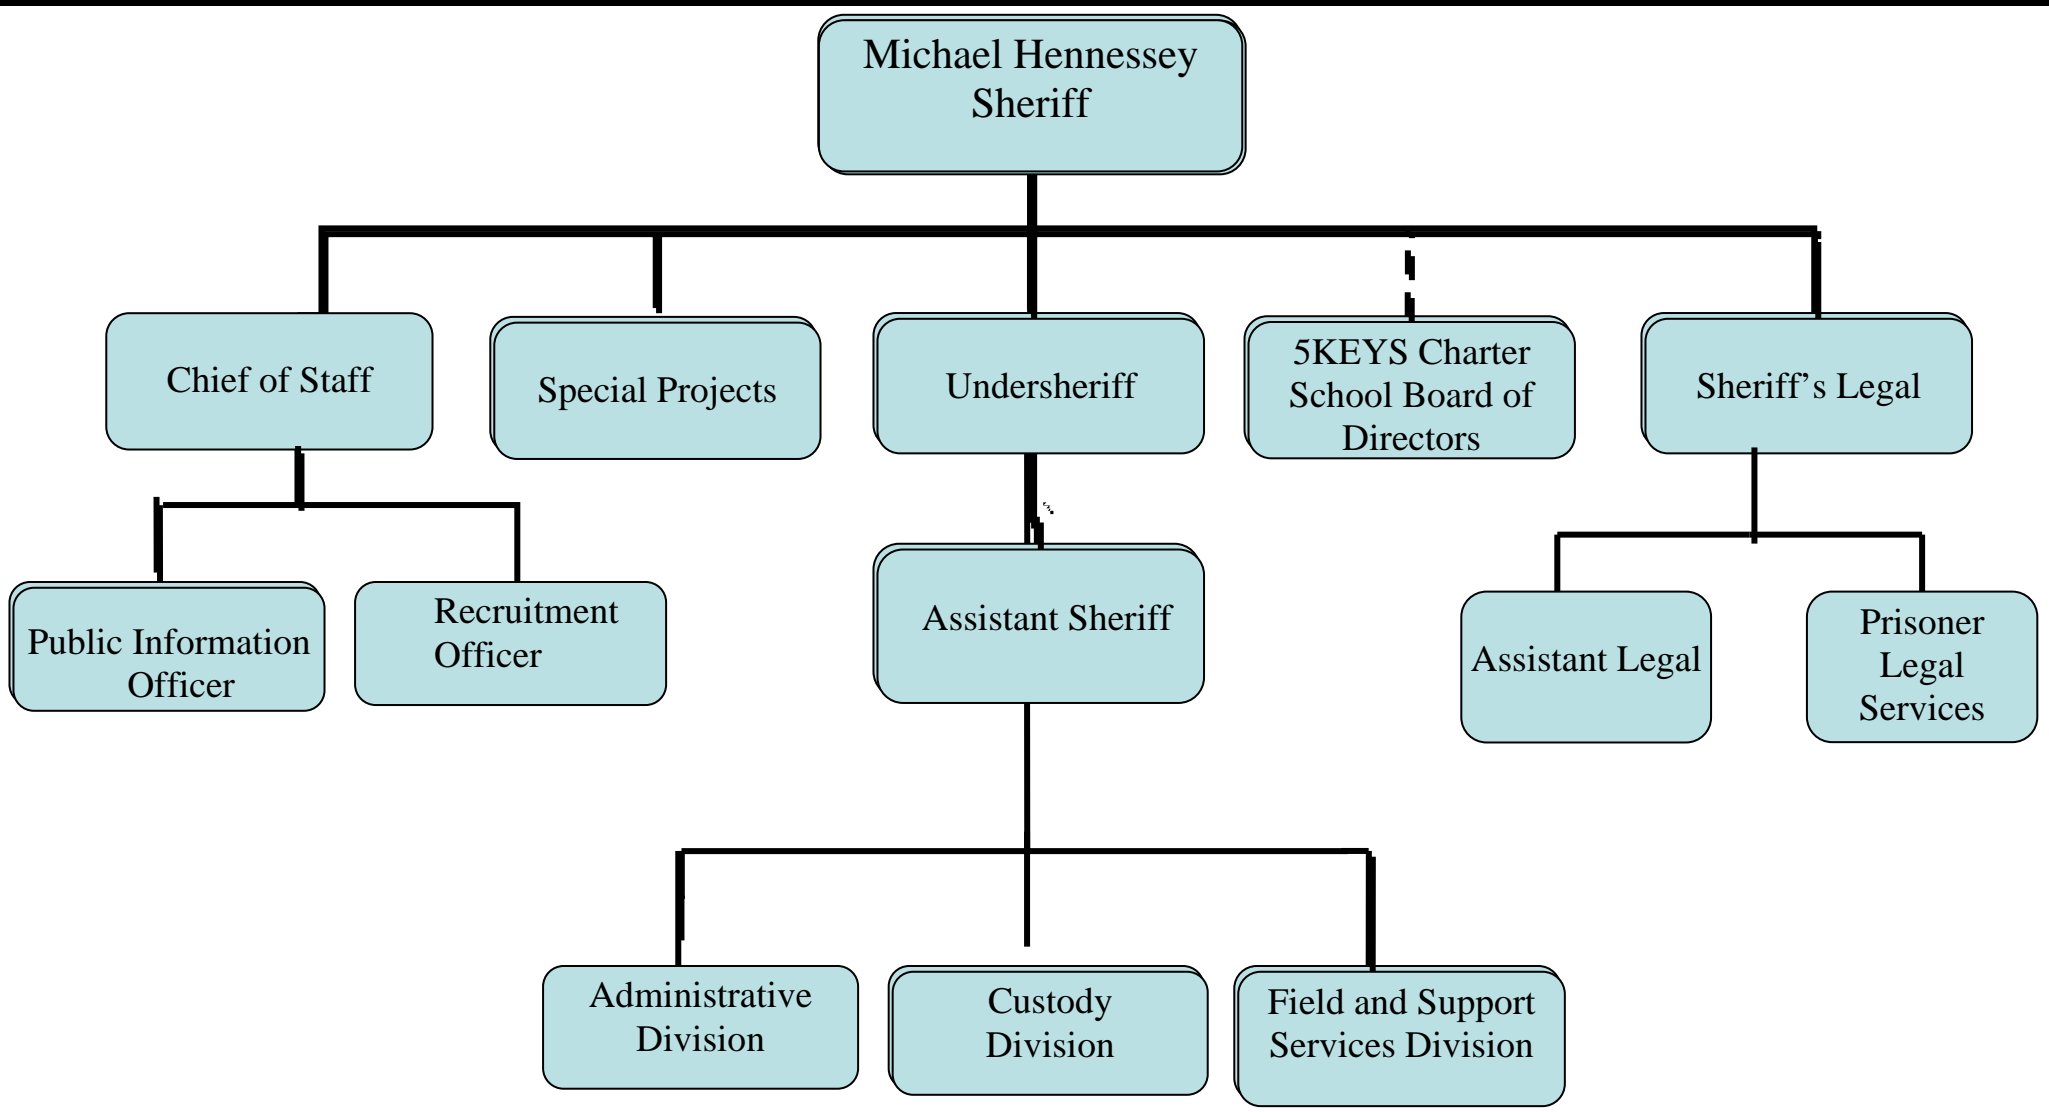 Michael Hennessey
Sheriff
Chief of Staff
Special Projects
Undersheriff
5KEYS Charter
School Board of
Directors
Sheriff’s Legal
Public Information
Officer
Recruitment
Officer
Assistant Sheriff
Assistant Legal
Prisoner
Legal
Services
Administrative
Division
Custody
Division
Field and Support
Services Division